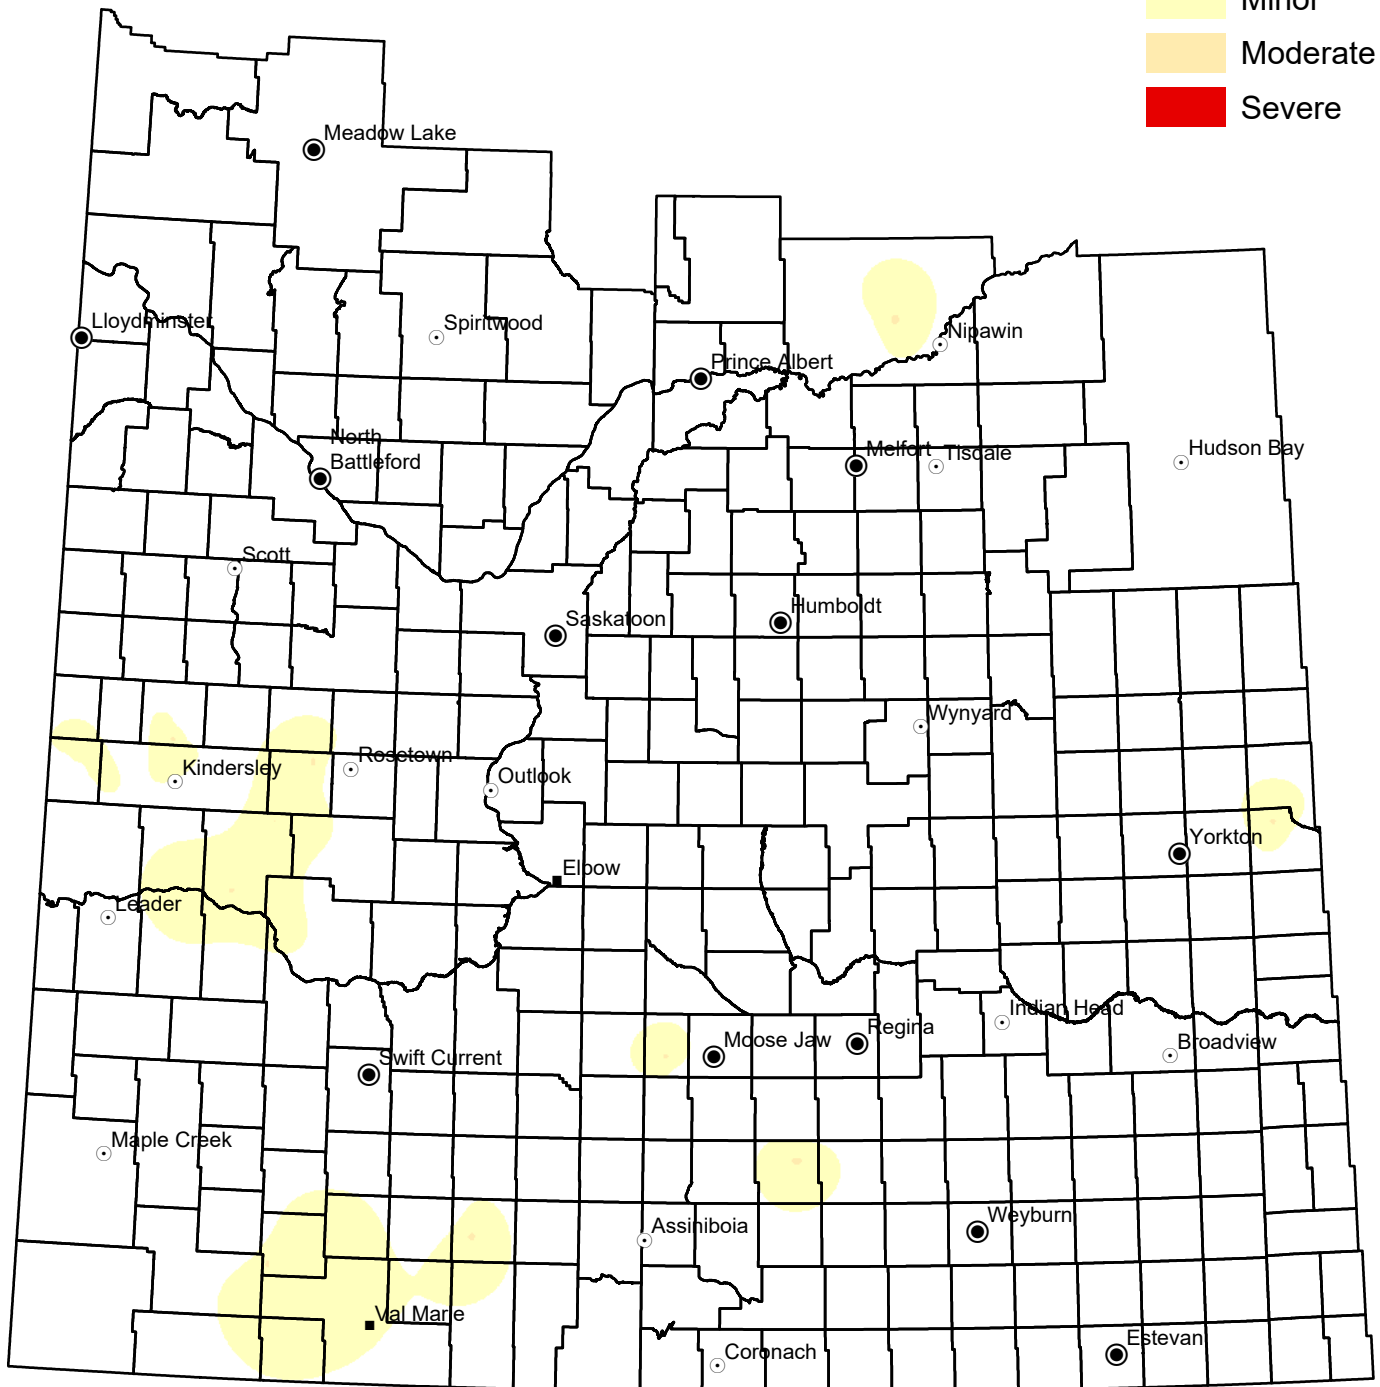 Minor
Moderate
Severe
Meadow Lake
Lloydminster
Spiritwood
Nipawin
Prince Albert
North
Battleford
Melfort
Tisdale
Hudson Bay
Scott
Saskatoon
Humboldt
Wynyard
Rosetown
Kindersley
Outlook
Yorkton
Elbow
Leader
Indian Head
Regina
Moose Jaw
Broadview
Swift Current
Maple Creek
Assiniboia
Weyburn
Val Marie
Estevan
Coronach